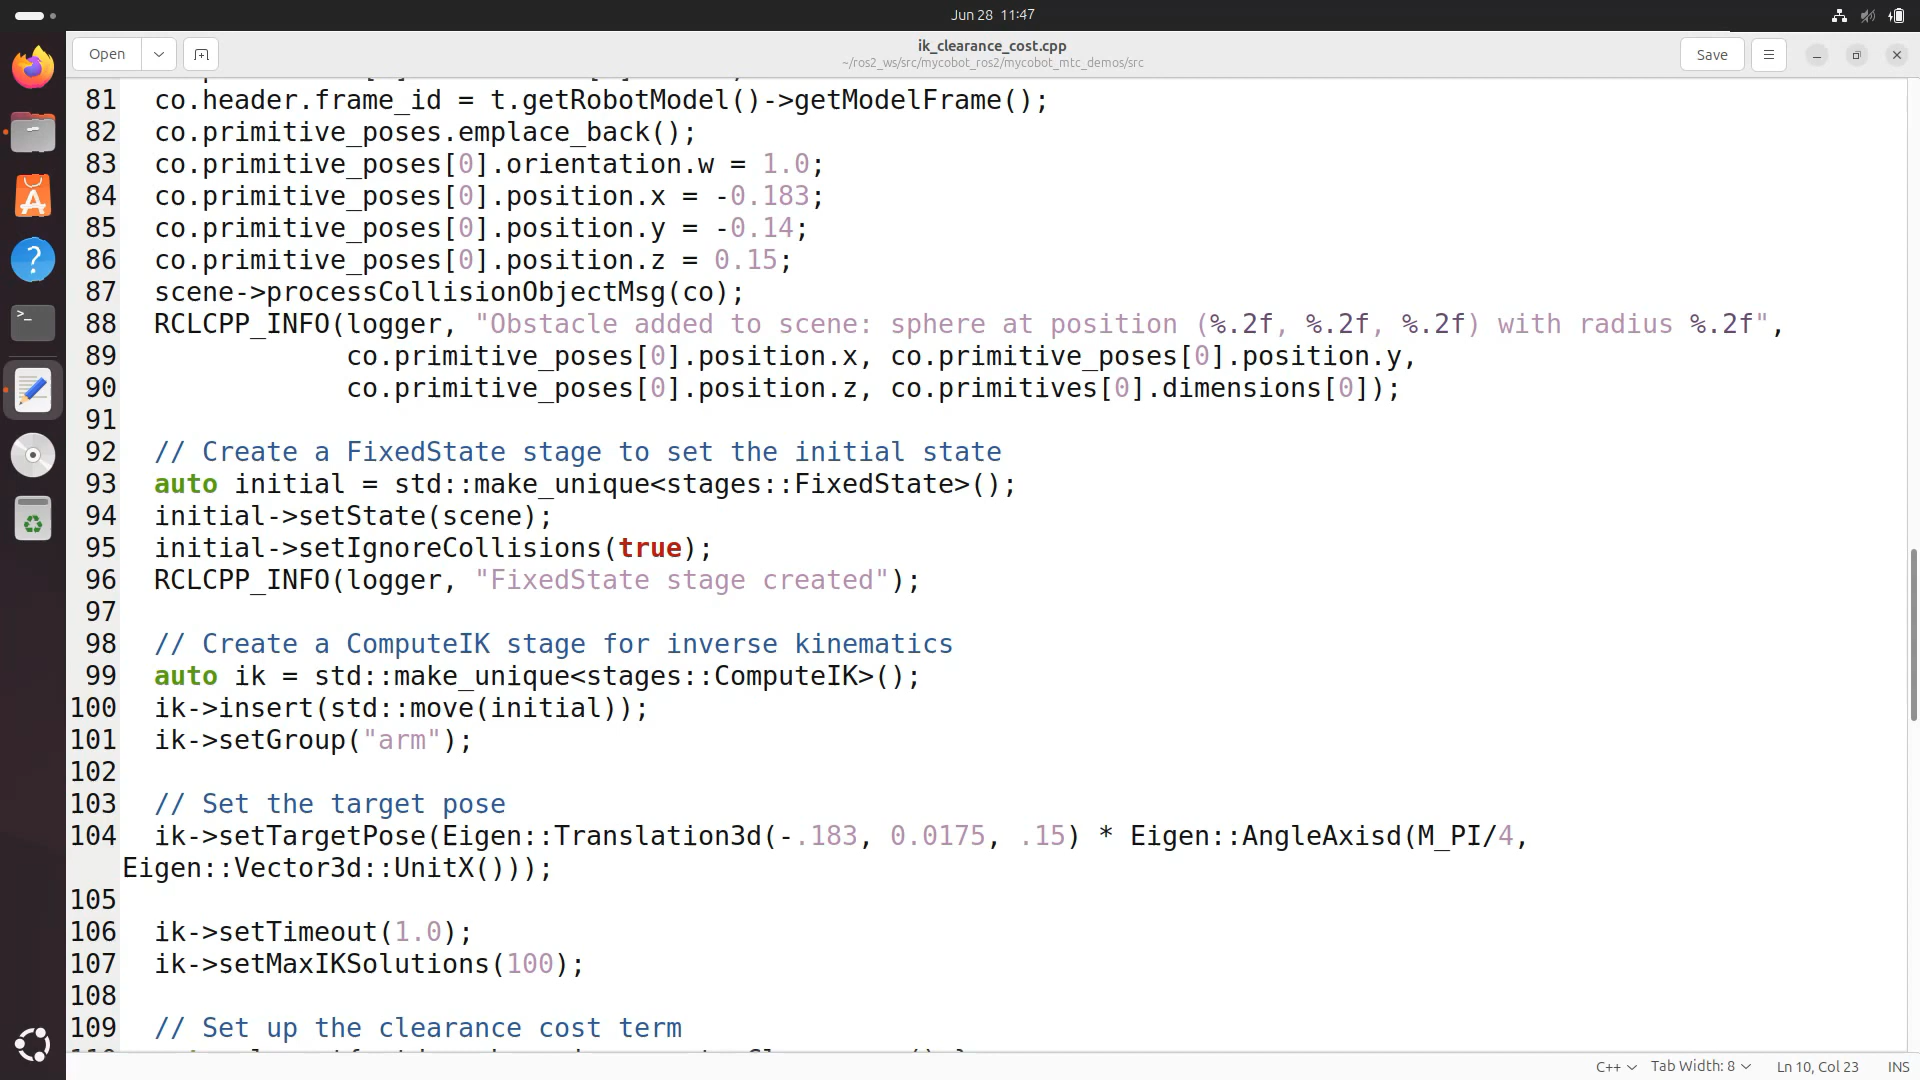 Jun 28 11:47
Open
ik_clearance_cost.cpp
~/ros2_ws/src/mycobot_ros2/mycobot_mtc_demos/src
Save
81 co.header.frame_id = t.getRobotModel()->getModelFrame();
82 co.primitive_poses.emplace_back();
83 co.primitive_poses[0].orientation.w = 1.0;
84 co.primitive_poses[0].position.x = -0.183;
85 co.primitive_poses[0].position.y = -0.14;
86 co.primitive_poses[0].position.z = 0.15;
87 scene->processCollisionObjectMsg(co);
88 RCLCPP_INFO(logger, "Obstacle added to scene: sphere at position (%.2f, %.2f, %.2f) with radius %.2f",
89 co.primitive_poses[0].position.x, co.primitive_poses[0].position.y,
90 co.primitive_poses[0].position.z, co.primitives[0].dimensions[0]);
91
92 // Create a FixedState stage to set the initial state
93 auto initial = std::make_unique<stages::FixedState>();
94 initial->setState(scene);
95 initial->setIgnoreCollisions(true);
96 RCLCPP_INFO(logger, "FixedState stage created");
97
98 // Create a ComputeIK stage for inverse kinematics
99 auto ik = std::make_unique<stages::ComputeIK>();
100 ik->insert(std::move(initial));
101 ik->setGroup("arm");
102
103 // Set the target pose
104 ik->setTargetPose(Eigen::Translation3d(-.183, 0.0175, .15) * Eigen::AngleAxisd(M_PI/4,
Eigen::Vector3d::UnitX()));
105
106 ik->setTimeout(1.0);
107 ik->setMaxIKSolutions(100);
108
109 // Set up the clearance cost term
C++ Tab Width: 8 Ln 10, Col 23 INS